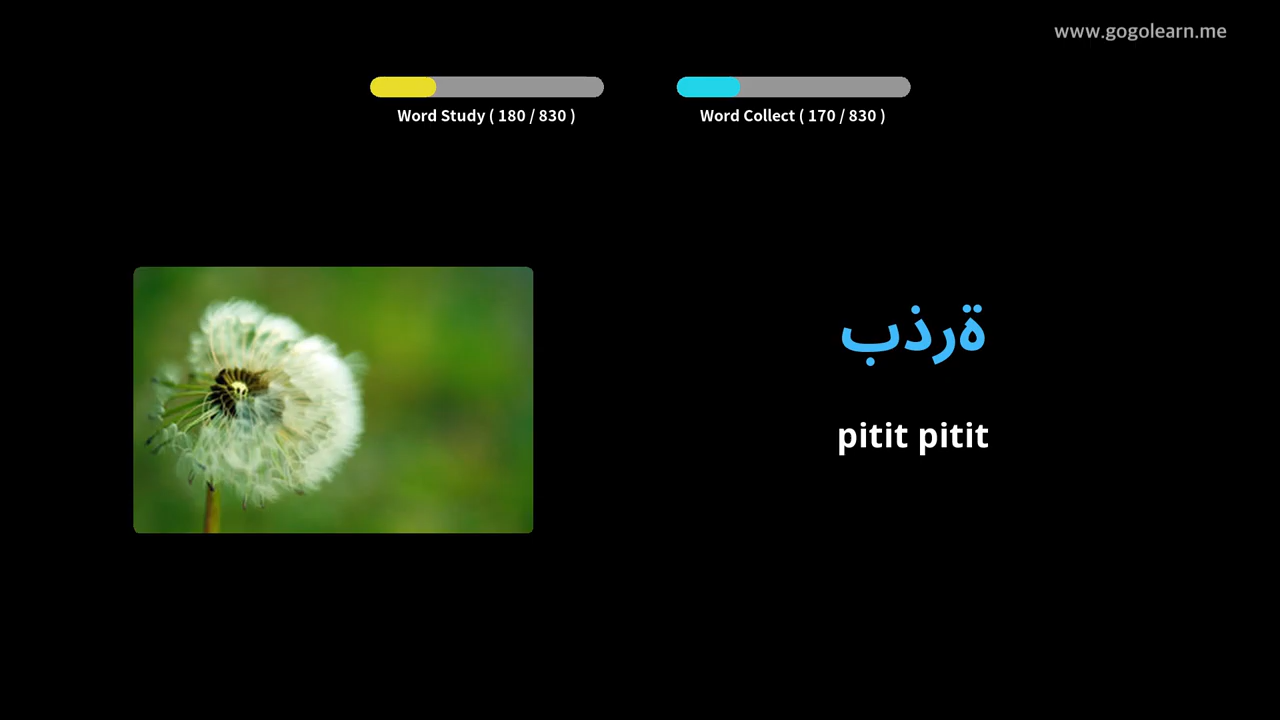 www.gogolearn.me
Word Study ( 180 / 830 )
Word Collect ( 170 / 830 )
ةرذب
pitit pitit